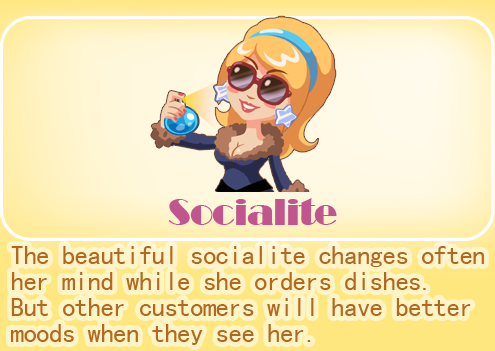 Socialite
The beautiful socialite changes often
her mind while she orders dishes.
But other customers will have better
moods when they see her.